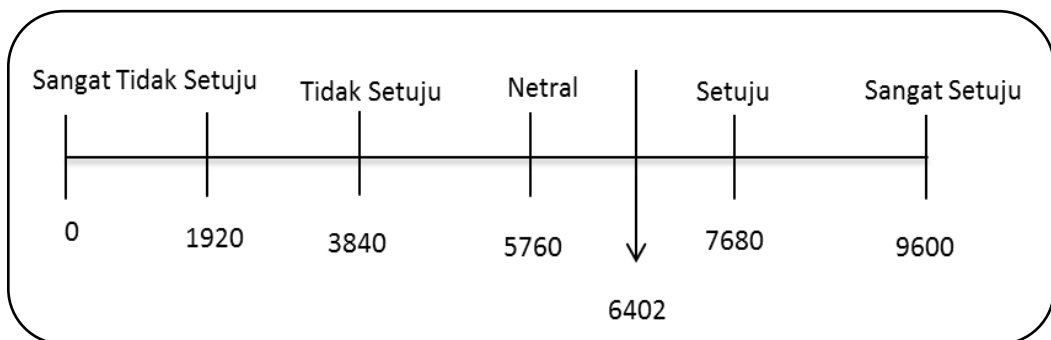 Sangat Tidak Setuju
Tidak Setuju
Netral
Setuju
Sangat Setuju
0
1920
3840
5760
7680
9600
6402